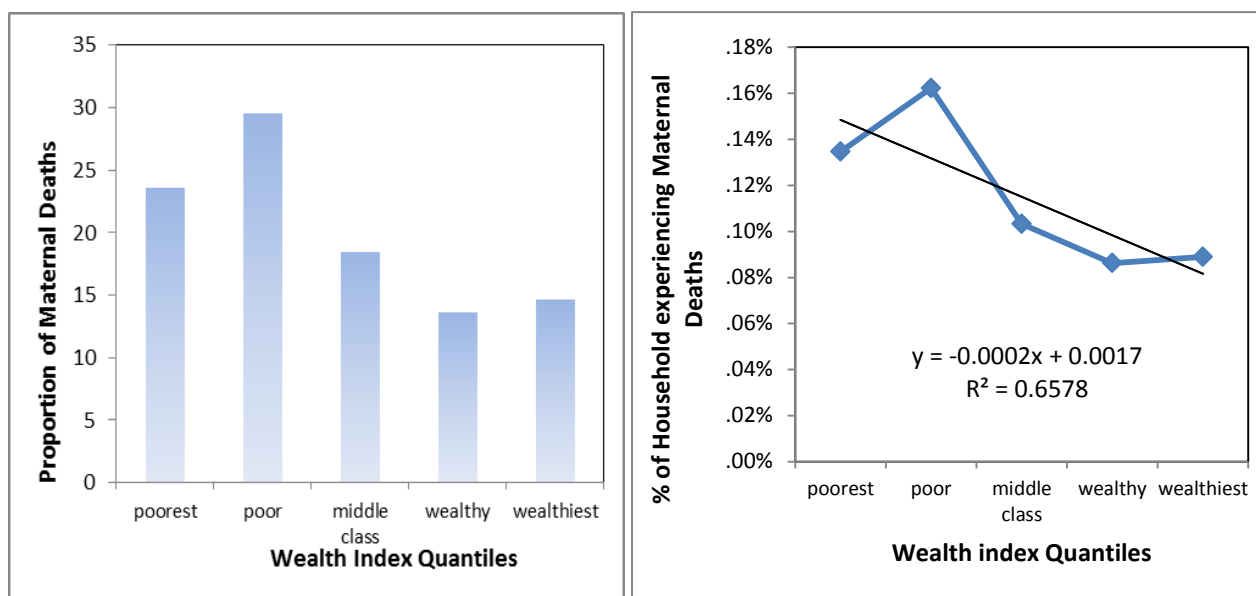 Proportion of Maternal Deaths
35
30
25
20
15
10
5
0
poorest poor middle class wealthy wealthiest
Wealth Index Quantiles
% of Household experiencing Maternal
Deaths
.18%
.16%
.14%
.12%
.10%
.08%
.06%
.04%
.02%
.00%
y = -0.0002x + 0.0017
R² = 0.6578
poorest poor middle class wealthy wealthiest
Wealth index Quantiles